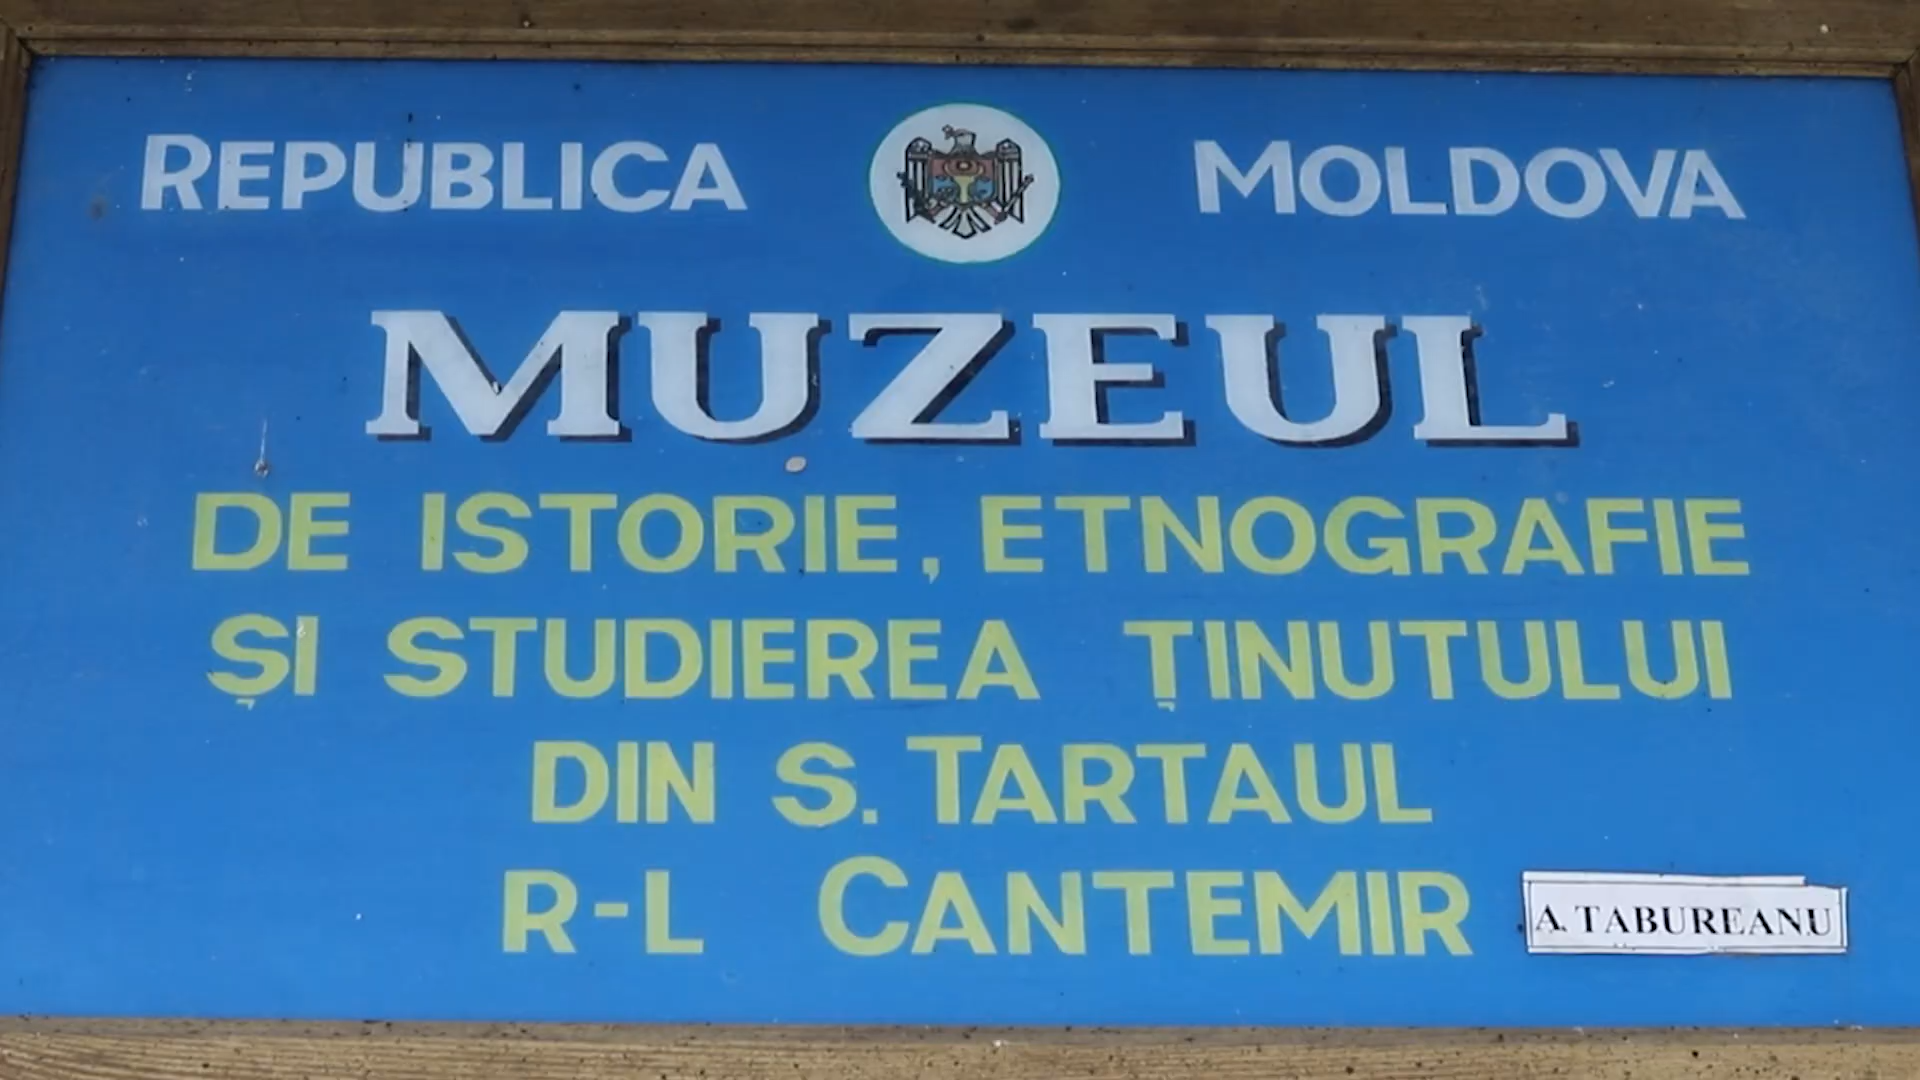 REPUBLICA MOLDOVA
MUZEUL
DE ISTORIE, ETNOGRAFIE
ȘI STUDIEREA ȚINUTULUI
DIN S. TARTAUL
R-L CANTEMIR
A. TABUREANU